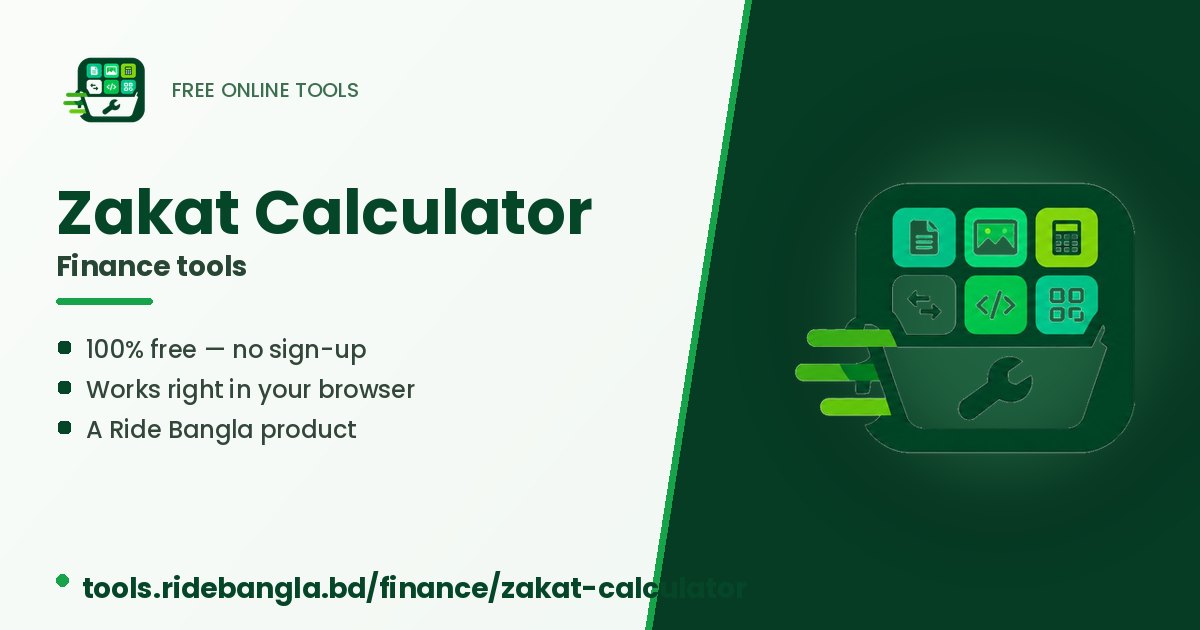 FREE ONLINE TOOLS
Zakat Calculator
Finance tools
100% free — no sign-up
Works right in your browser
A Ride Bangla product
tools.ridebangla.bd/finance/zakat-calculator